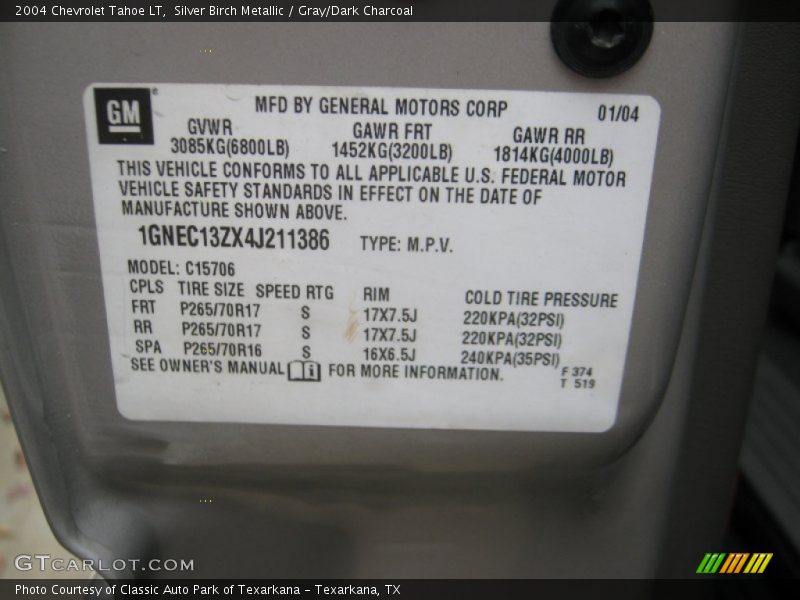 2004 Chevrolet Tahoe LT, Silver Birch Metallic / Gray/Dark Charcoal
GM
MFD BY GENERAL MOTORS CORP 01/04
GVWR GAWR FRT GAWR RR
3085KG(6800LB) 1452KG(3200LB) 1814KG(4000LB)
THIS VEHICLE CONFORMS TO ALL APPLICABLE U.S. FEDERAL MOTOR
VEHICLE SAFETY STANDARDS IN EFFECT ON THE DATE OF
MANUFACTURE SHOWN ABOVE.
1GNEC13ZX4J211386 TYPE: M.P.V.
MODEL: C15706
CPLS TIRE SIZE SPEED RTG RIM COLD TIRE PRESSURE
FRT P265/70R17 S 17X7.5J 220KPA(32PSI)
RR P265/70R17 S 17X7.5J 220KPA(32PSI)
SPA P265/70R16 S 16X6.5J 240KPA(35PSI)
SEE OWNER'S MANUAL i FOR MORE INFORMATION.
F 374
T 519
GTCARLOT.COM
Photo Courtesy of Classic Auto Park of Texarkana - Texarkana, TX